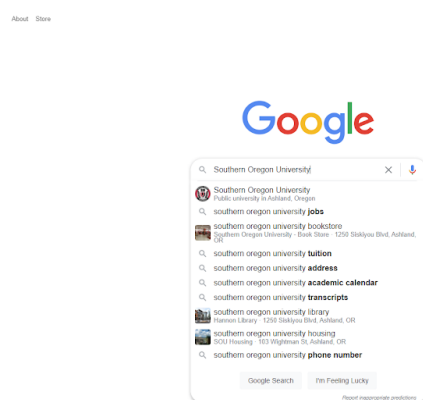 About Store
Google
Southern Oregon University
Southern Oregon University
Public university in Ashland, Oregon
southern oregon university jobs
southern oregon university bookstore
Southern Oregon University - Book Store · 1250 Siskiyou Blvd, Ashland,
OR
southern oregon university tuition
southern oregon university address
southern oregon university academic calendar
southern oregon university transcripts
southern oregon university library
Hannon Library · 1250 Siskiyou Blvd, Ashland, OR
southern oregon university housing
SOU Housing · 103 Wightman St, Ashland, OR
southern oregon university phone number
Google Search I'm Feeling Lucky
Report inappropriate predictions